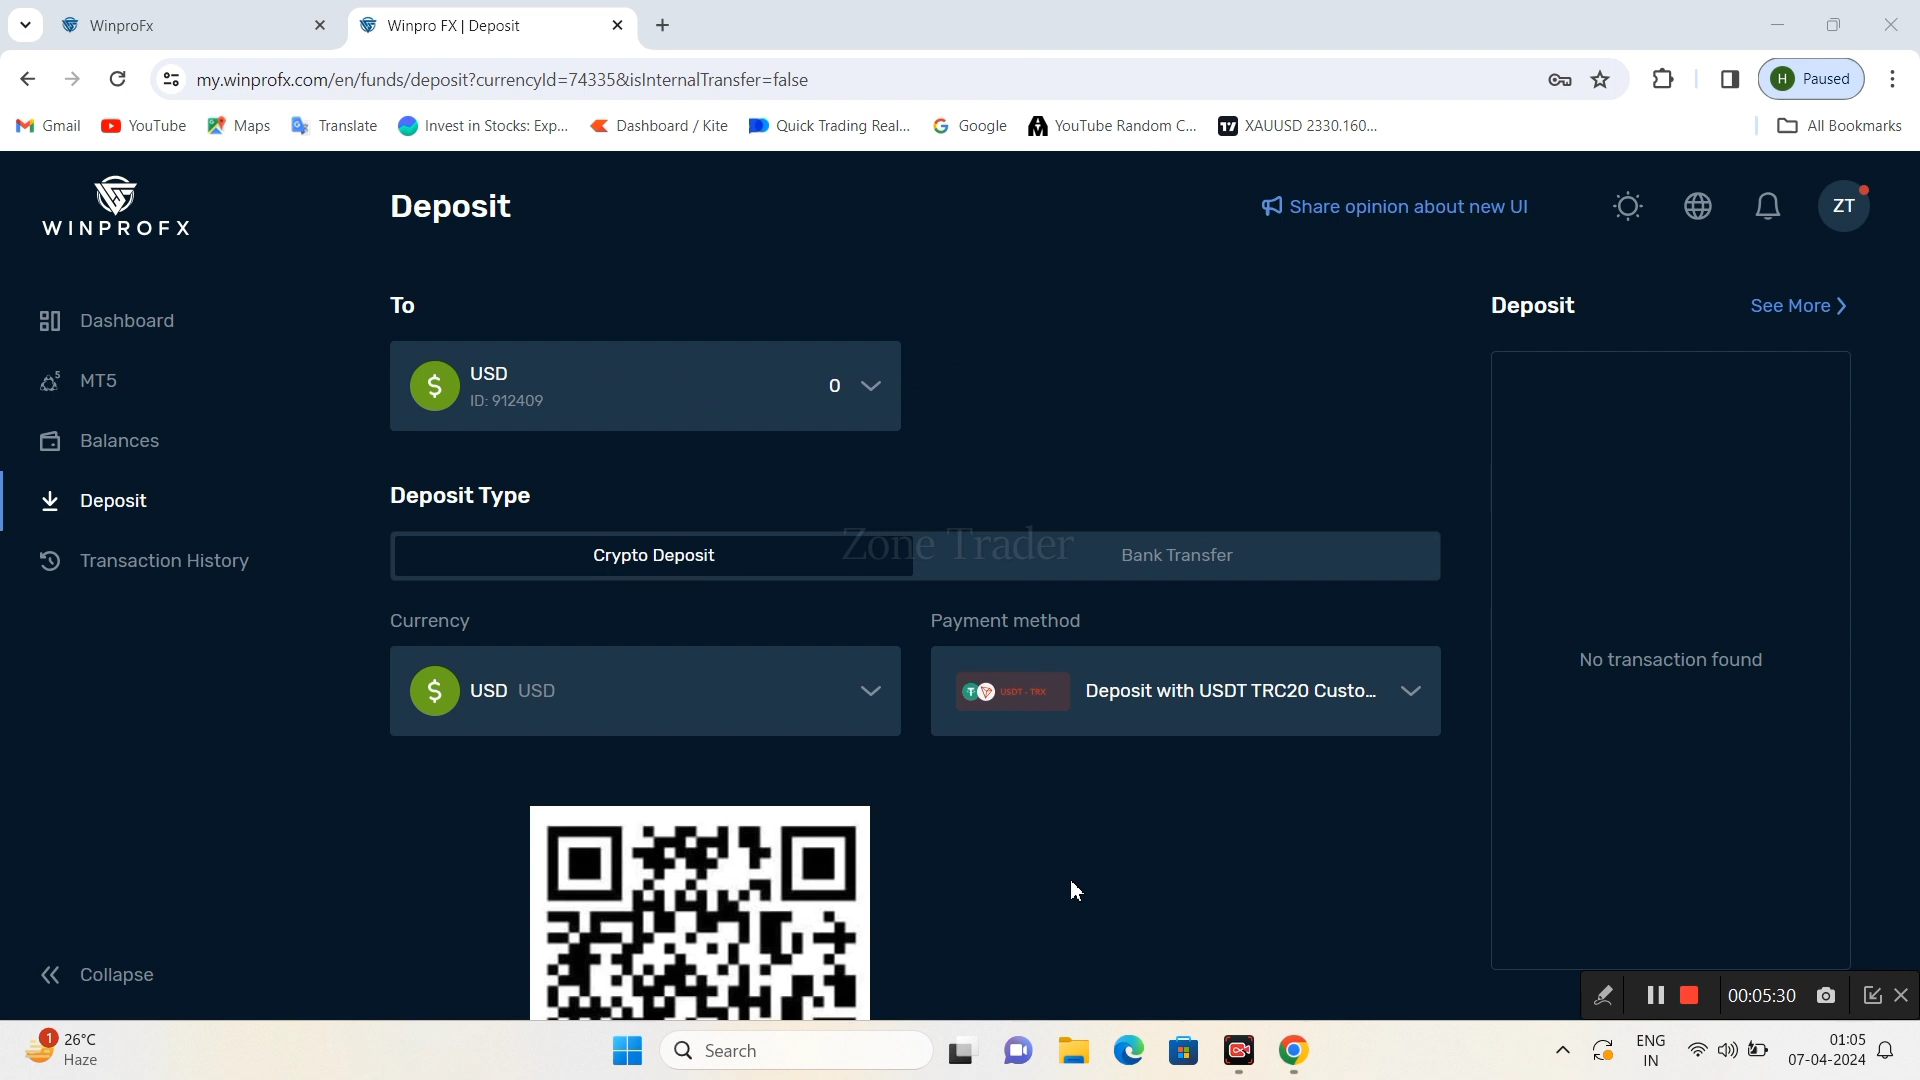 WinproFx
Winpro FX | Deposit
my.winprofx.com/en/funds/deposit?currencyId=74335&isInternalTransfer=false
H Paused
Gmail YouTube Maps Translate Invest in Stocks: Exp... Dashboard / Kite Quick Trading Real... Google YouTube Random C... XAUUSD 2330.160... All Bookmarks
WINPROFX
Deposit
Share opinion about new UI
ZT
Dashboard
MT5
Balances
Deposit
Transaction History
Collapse
To
USD
ID: 912409
0
Deposit Type
Crypto Deposit
Bank Transfer
Zone Trader
Currency
USD USD
Payment method
USDT - TRX
Deposit with USDT TRC20 Custo...
Deposit
See More
No transaction found
00:05:30
1
26°C
Haze
Search
ENG
IN
01:05
07-04-2024